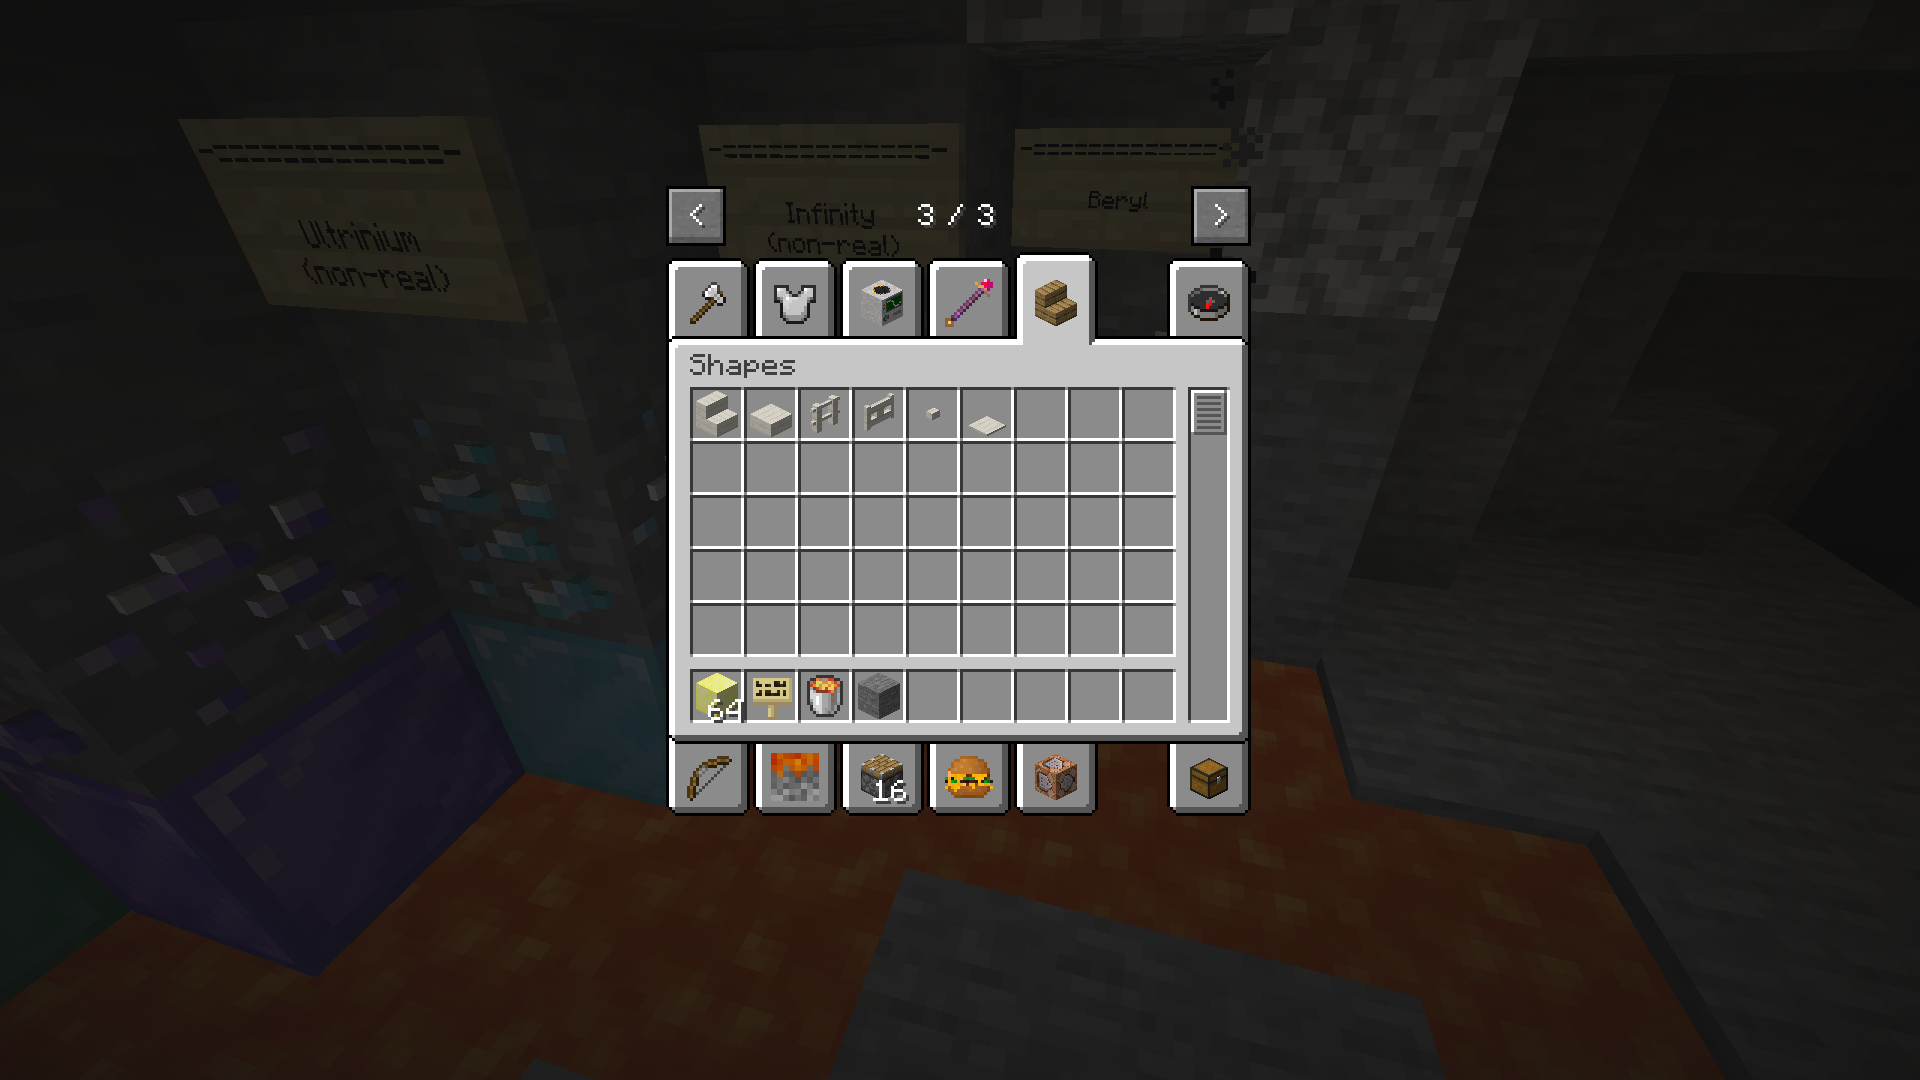 Ultrinium
(non-real)
Infinity
(non-real)
Beryl
< 3 / 3 >
Shapes
64
16